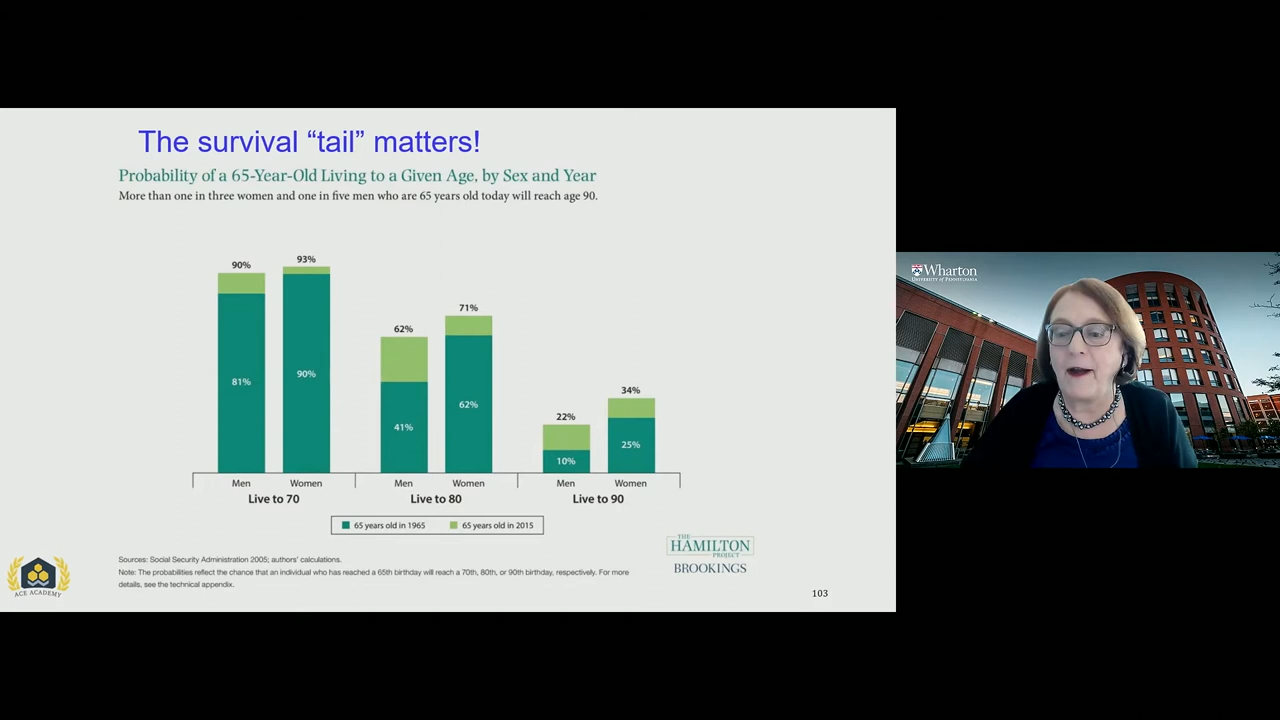 The survival “tail” matters!
Probability of a 65-Year-Old Living to a Given Age, by Sex and Year
More than one in three women and one in five men who are 65 years old today will reach age 90.
90%
93%
81%
90%
62%
71%
41%
62%
22%
34%
10%
25%
Men
Women
Men
Women
Men
Women
Live to 70
Live to 80
Live to 90
65 years old in 1965
65 years old in 2015
Sources: Social Security Administration 2005; authors' calculations.
Note: The probabilities reflect the chance that an individual who has reached a 65th birthday will reach a 70th, 80th, or 90th birthday, respectively. For more
details, see the technical appendix.
THE
HAMILTON
PROJECT
BROOKINGS
ACE ACADEMY
103
Wharton
UNIVERSITY of PENNSYLVANIA